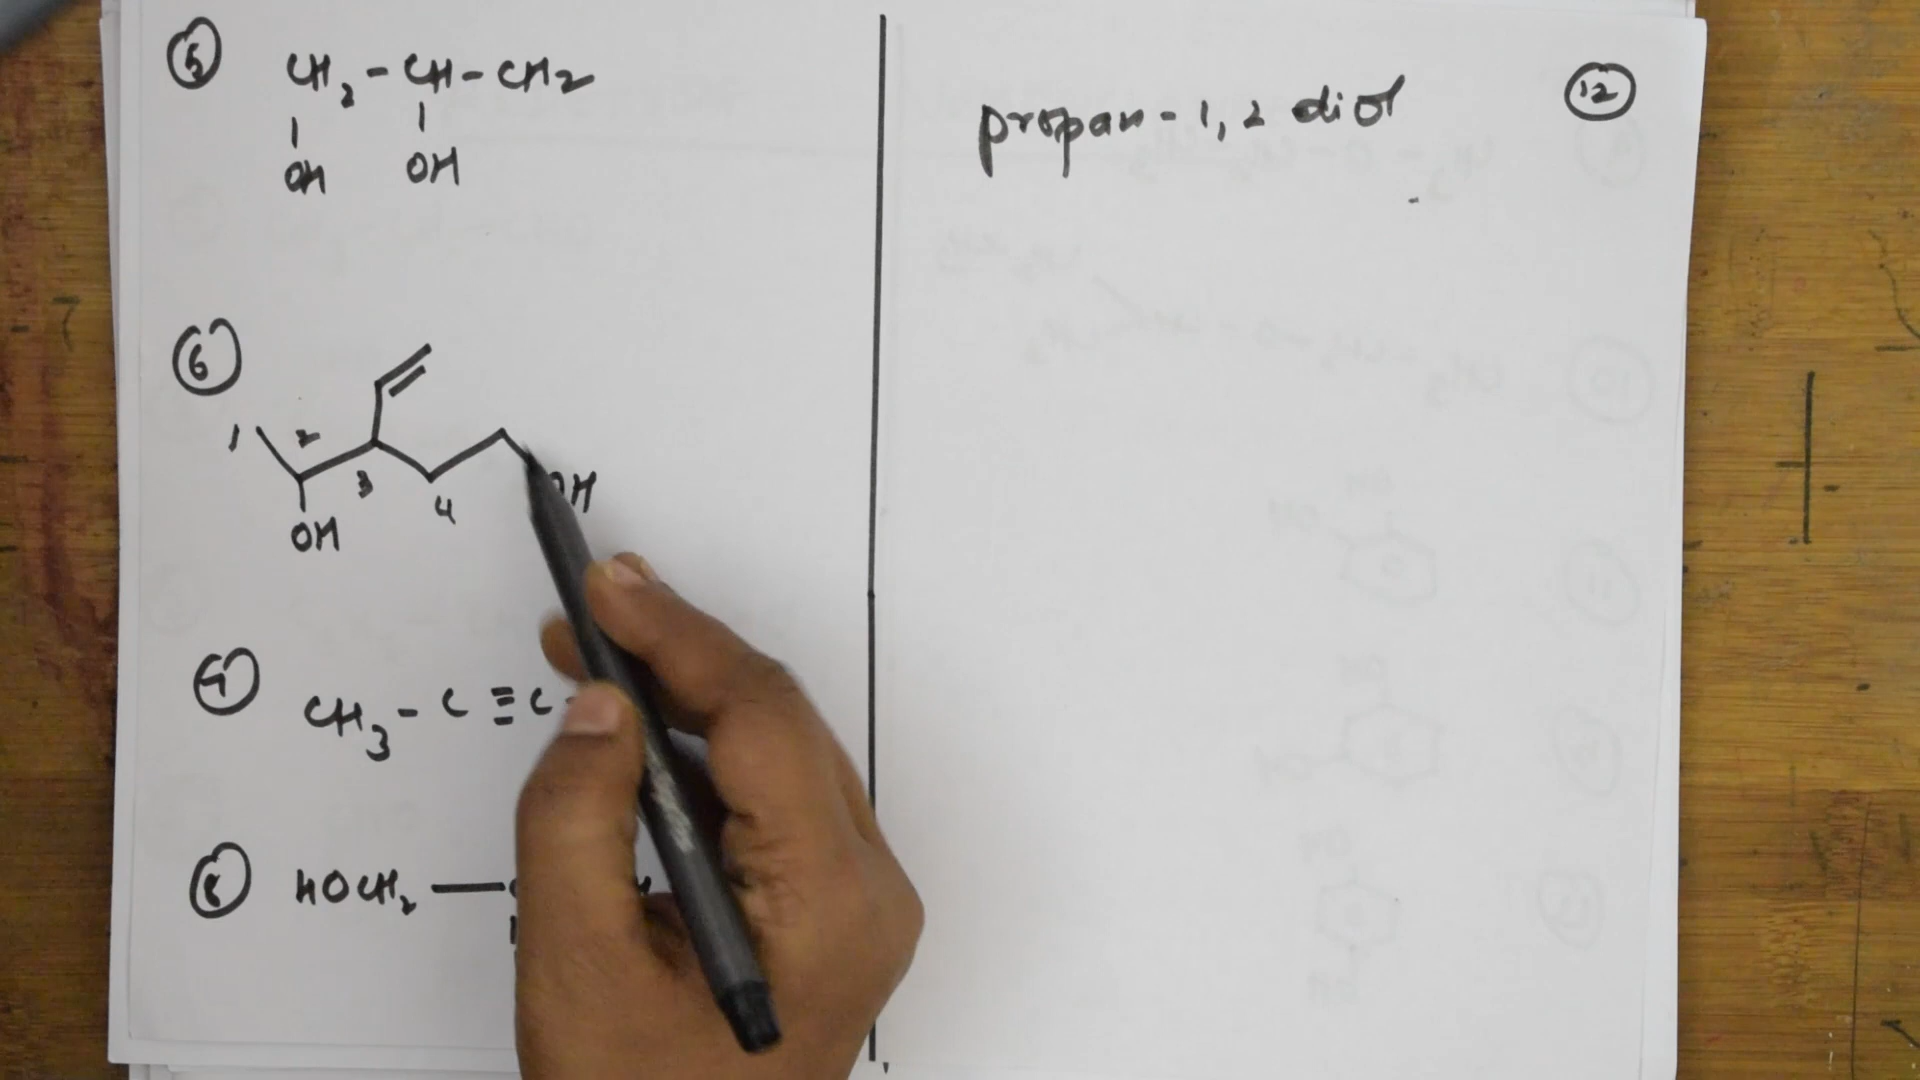 5 CH2 - CH - CH2
OH OH
propan - 1, 2 diol
12
6
1 2 3 4
OH OH
7 CH3 - C ≡ C -
8 HOCH2 —